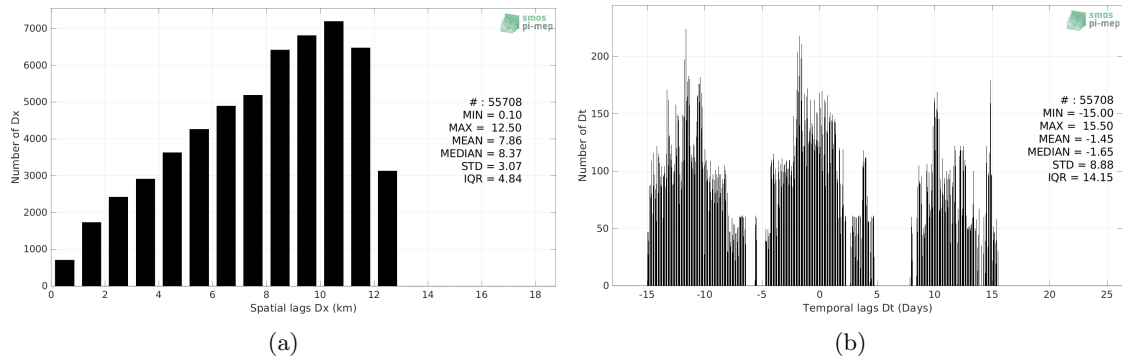 smos
pi-mep
7000
6000
5000
4000
3000
2000
1000
0
Number of Dx
# : 55708
MIN = 0.10
MAX = 12.50
MEAN = 7.86
MEDIAN = 8.37
STD = 3.07
IQR = 4.84
0 2 4 6 8 10 12 14 16 18
Spatial lags Dx (km)
(a)
smos
pi-mep
200
150
100
50
0
Number of Dt
# : 55708
MIN = -15.00
MAX = 15.50
MEAN = -1.45
MEDIAN = -1.65
STD = 8.88
IQR = 14.15
-15 -10 -5 0 5 10 15 20 25
Temporal lags Dt (Days)
(b)